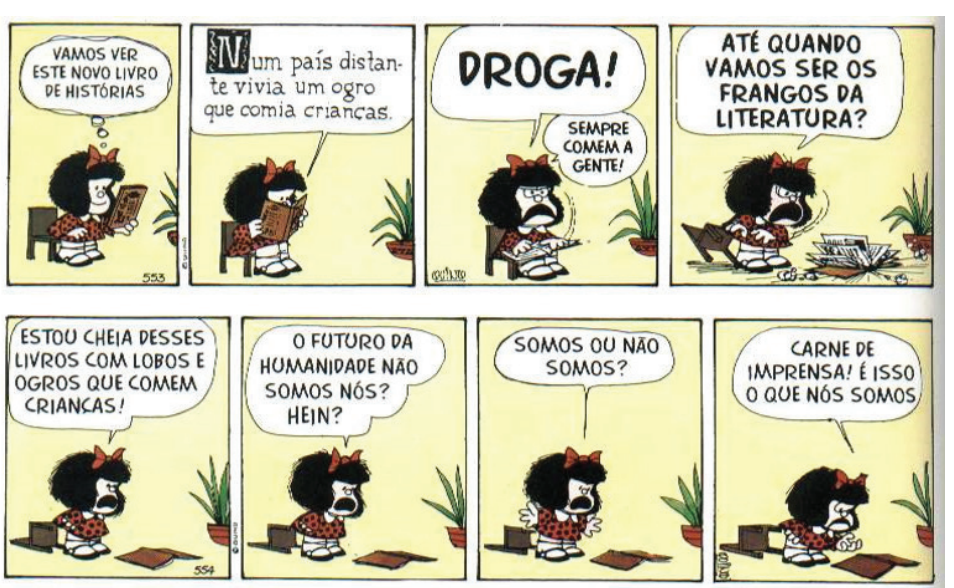 VAMOS VER
ESTE NOVO LIVRO
DE HISTÓRIAS
553
Num país distan-
te vivia um ogro
que comia crianças.
DROGA!
SEMPRE
COMEM A
GENTE!
QUINO
ATÉ QUANDO
VAMOS SER OS
FRANGOS DA
LITERATURA?
ESTOU CHEIA DESSES
LIVROS COM LOBOS E
OGROS QUE COMEM
CRIANÇAS!
554
O FUTURO DA
HUMANIDADE NÃO
SOMOS NÓS?
HEIN?
SOMOS OU NÃO
SOMOS?
CARNE DE
IMPRENSA! É ISSO
O QUE NÓS SOMOS
QUINO